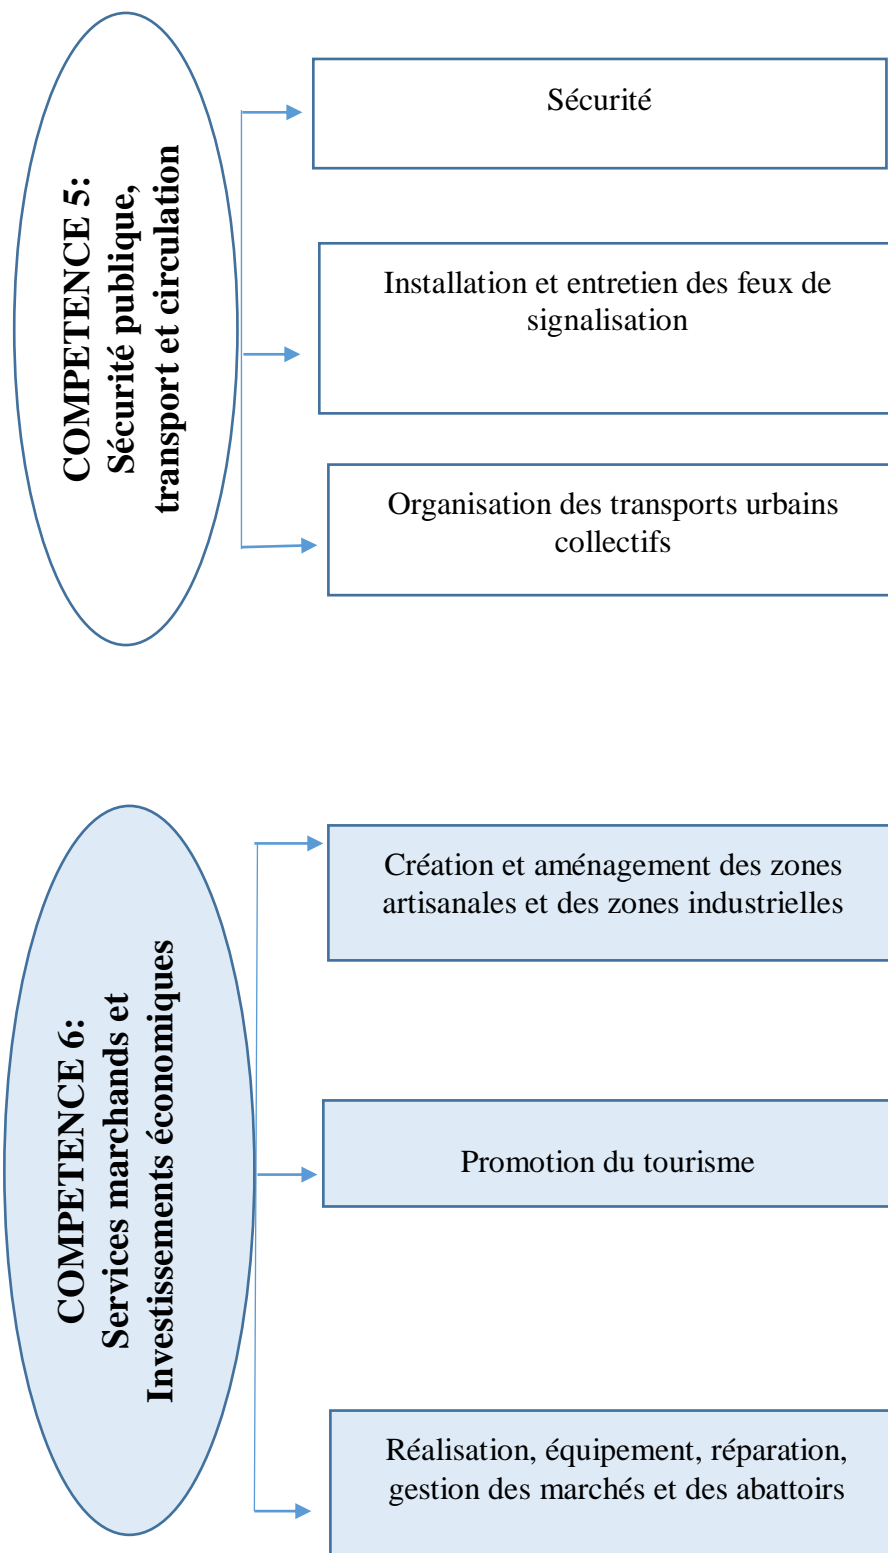 COMPETENCE 5:
Sécurité publique,
transport et circulation
Sécurité
Installation et entretien des feux de
signalisation
Organisation des transports urbains
collectifs
COMPETENCE 6:
Services marchands et
Investissements économiques
Création et aménagement des zones
artisanales et des zones industrielles
Promotion du tourisme
Réalisation, équipement, réparation,
gestion des marchés et des abattoirs